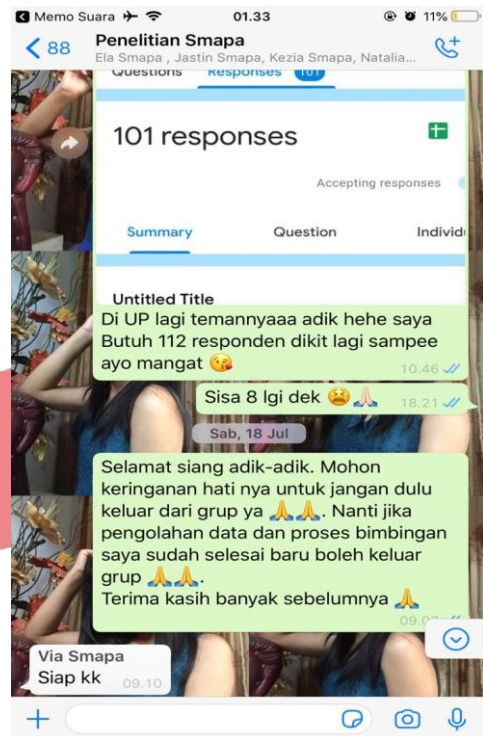 Memo Suara 01.33 11%
88 Penelitian Smapa
Ela Smapa , Jastin Smapa, Kezia Smapa, Natalia...
Questions Responses 101
101 responses
Accepting responses
Summary Question Individ
Untitled Title
Di UP lagi temannyaaa adik hehe saya
Butuh 112 responden dikit lagi sampee
ayo mangat 😘
10.46
Sisa 8 lgi dek 😫🙏🏻
18.21
Sab, 18 Jul
Selamat siang adik-adik. Mohon
keringanan hati nya untuk jangan dulu
keluar dari grup ya 🙏🙏. Nanti jika
pengolahan data dan proses bimbingan
saya sudah selesai baru boleh keluar
grup 🙏🙏.
Terima kasih banyak sebelumnya 🙏
09.07
Via Smapa
Siap kk
09.10